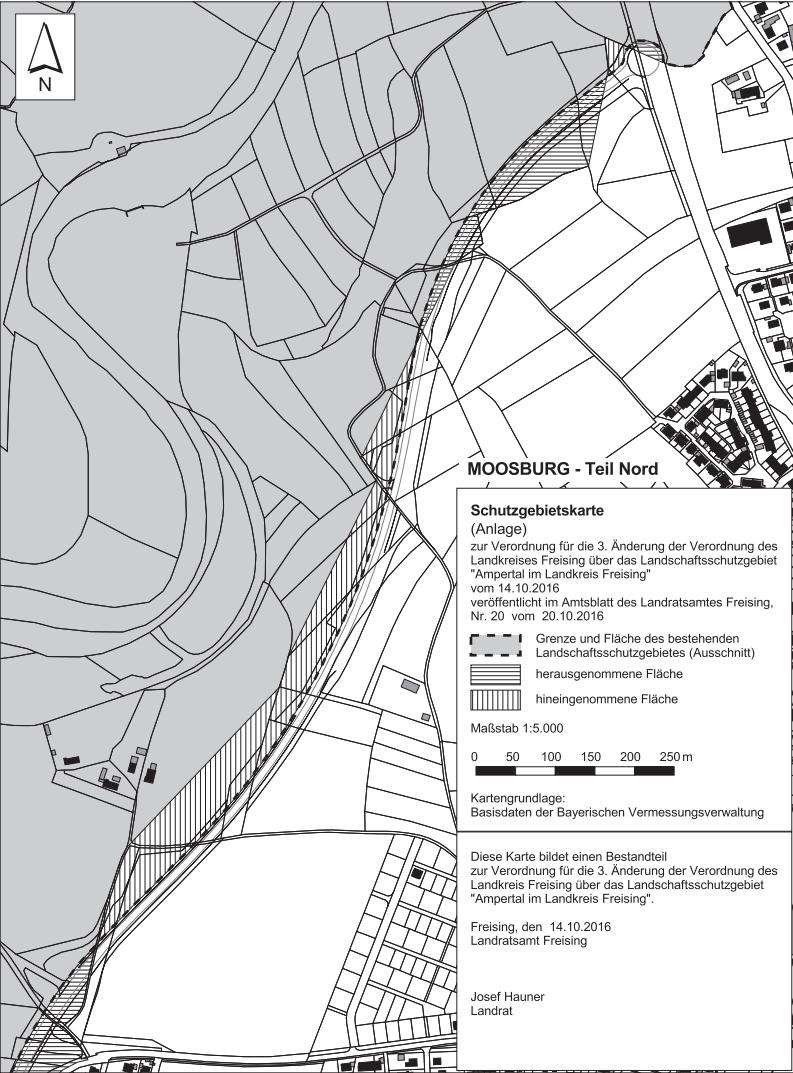 N
MOOSBURG - Teil Nord
Schutzgebietskarte
(Anlage)
zur Verordnung für die 3. Änderung der Verordnung des
Landkreises Freising über das Landschaftsschutzgebiet
"Ampertal im Landkreis Freising"
vom 14.10.2016
veröffentlicht im Amtsblatt des Landratsamtes Freising,
Nr. 20 vom 20.10.2016
Grenze und Fläche des bestehenden
Landschaftsschutzgebietes (Ausschnitt)
herausgenommene Fläche
hineingenommene Fläche
Maßstab 1:5.000
0 50 100 150 200 250 m
Kartengrundlage:
Basisdaten der Bayerischen Vermessungsverwaltung
Diese Karte bildet einen Bestandteil
zur Verordnung für die 3. Änderung der Verordnung des
Landkreis Freising über das Landschaftsschutzgebiet
"Ampertal im Landkreis Freising".
Freising, den 14.10.2016
Landratsamt Freising
Josef Hauner
Landrat